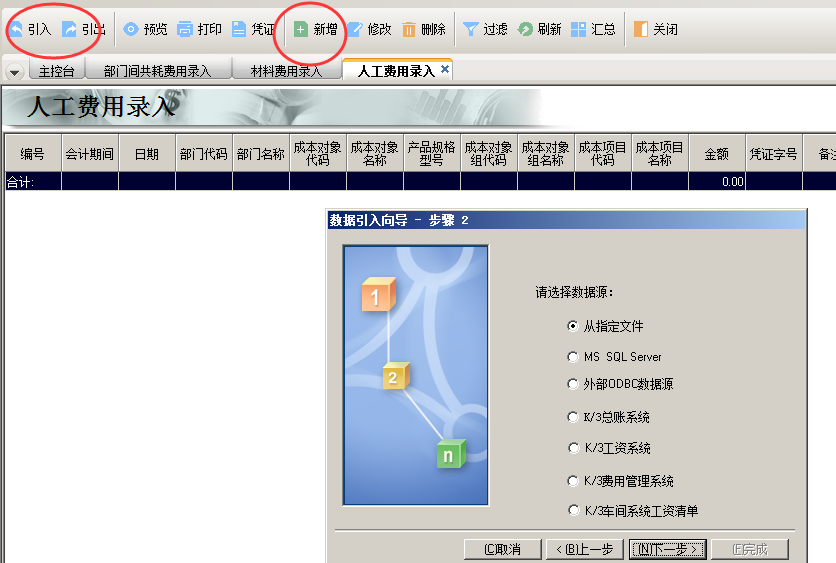 引入 引出 预览 打印 凭证 新增 修改 删除 过滤 刷新 汇总 关闭
主控台 部门间共耗费用录入 材料费用录入 人工费用录入
人工费用录入
编号 会计期间 日期 部门代码 部门名称 成本对象代码 成本对象名称 产品规格型号 成本对象组代码 成本对象组名称 成本项目代码 成本项目名称 金额 凭证字号 备注
合计: 0.00
数据引入向导 - 步骤 2
1
2
n
请选择数据源：
从指定文件
MS SQL Server
外部ODBC数据源
K/3总账系统
K/3工资系统
K/3费用管理系统
K/3车间系统工资清单
(C)取消 <(B)上一步 (N)下一步> (F)完成